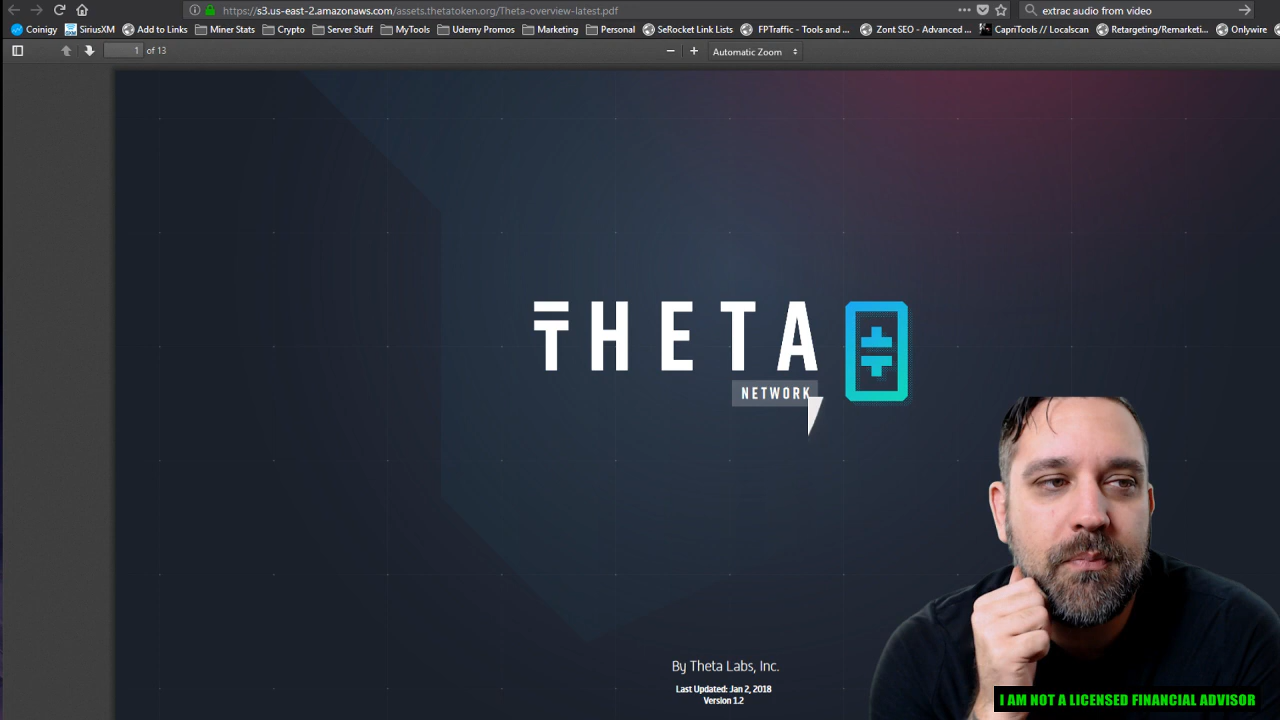 https://s3.us-east-2.amazonaws.com/assets.thetatoken.org/Theta-overview-latest.pdf
extrac audio from video
Coinigy SiriusXM Add to Links Miner Stats Crypto Server Stuff MyTools Udemy Promos Marketing Personal SeRocket Link Lists FPTraffic - Tools and ... Zont SEO - Advanced ... CapriTools // Localscan Retargeting/Remarketi... Onlywire
1 of 13
Automatic Zoom
THETA
NETWORK
By Theta Labs, Inc.
Last Updated: Jan 2, 2018
Version 1.2
I AM NOT A LICENSED FINANCIAL ADVISOR